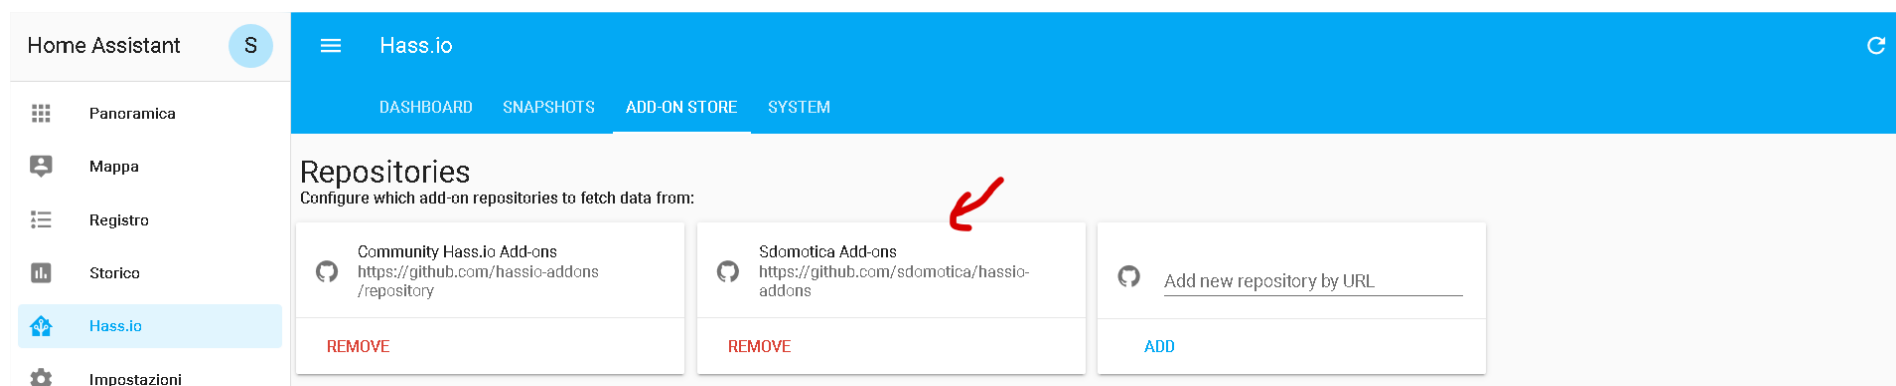 Home Assistant
S
Hass.io
DASHBOARD
SNAPSHOTS
ADD-ON STORE
SYSTEM
Panoramica
Mappa
Registro
Storico
Hass.io
Impostazioni
Repositories
Configure which add-on repositories to fetch data from:
Community Hass.io Add-ons
https://github.com/hassio-addons
/repository
REMOVE
Sdomotica Add-ons
https://github.com/sdomotica/hassio-
addons
REMOVE
Add new repository by URL
ADD